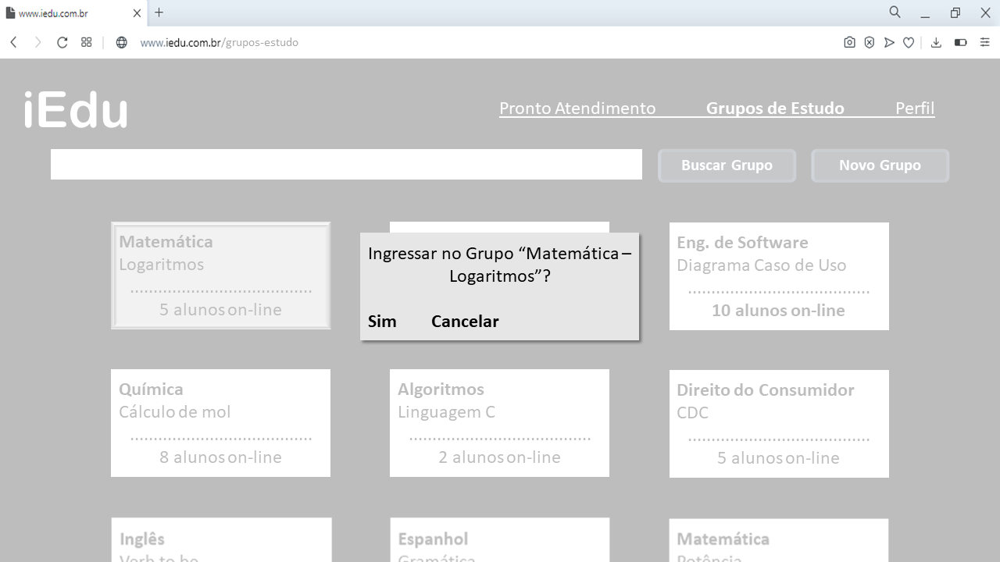 www.iedu.com.br
www.iedu.com.br/grupos-estudo
iEdu
Pronto Atendimento
Grupos de Estudo
Perfil
Buscar Grupo
Novo Grupo
Matemática
Logaritmos
5 alunos on-line
Ingressar no Grupo “Matemática –
Logaritmos”?
Sim
Cancelar
Eng. de Software
Diagrama Caso de Uso
10 alunos on-line
Química
Cálculo de mol
8 alunos on-line
Algoritmos
Linguagem C
2 alunos on-line
Direito do Consumidor
CDC
5 alunos on-line
Inglês
Verb to be
Espanhol
Gramática
Matemática
Potência